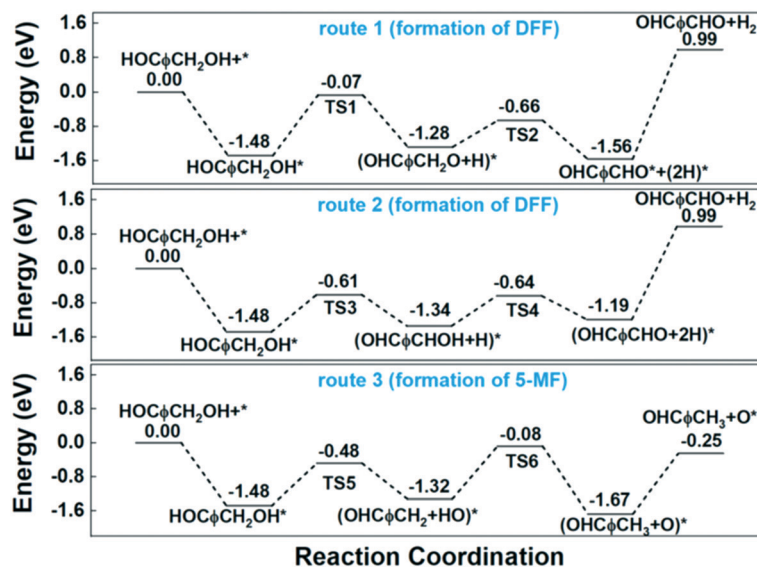 route 1 (formation of DFF)
OHCϕCHO+H2
0.99
HOCϕCH2OH+*
0.00
-0.07
TS1
-0.66
TS2
-1.48
HOCϕCH2OH*
-1.28
(OHCϕCH2O+H)*
-1.56
OHCϕCHO*+(2H)*
Energy (eV)
1.6
0.8
0.0
-0.8
-1.6
route 2 (formation of DFF)
OHCϕCHO+H2
0.99
HOCϕCH2OH+*
0.00
-0.61
TS3
-0.64
TS4
-1.48
HOCϕCH2OH*
-1.34
(OHCϕCHOH+H)*
-1.19
(OHCϕCHO+2H)*
Energy (eV)
1.6
0.8
0.0
-0.8
-1.6
route 3 (formation of 5-MF)
HOCϕCH2OH+*
0.00
OHCϕCH3+O*
-0.25
-0.48
TS5
-0.08
TS6
-1.48
HOCϕCH2OH*
-1.32
(OHCϕCH2+HO)*
-1.67
(OHCϕCH3+O)*
Energy (eV)
1.6
0.8
0.0
-0.8
-1.6
Reaction Coordination